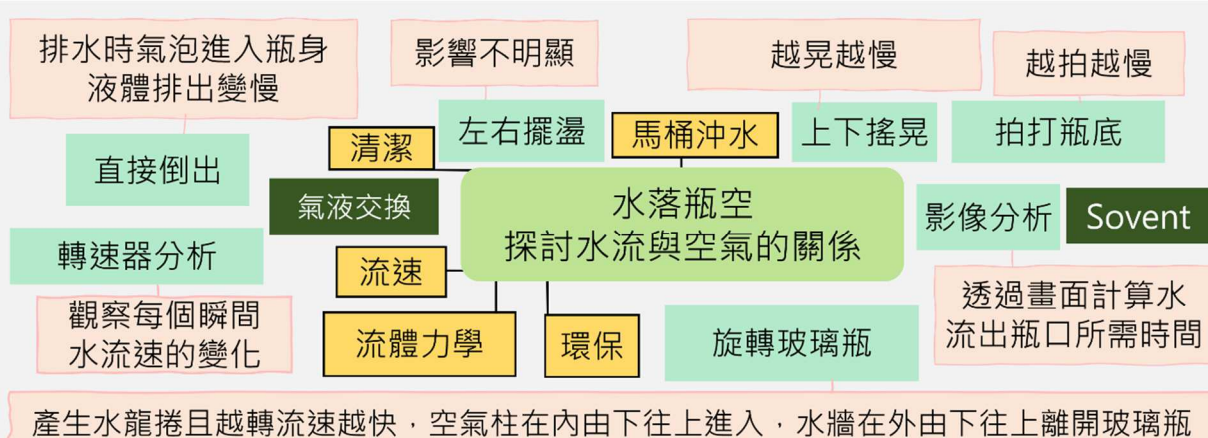 排水時氣泡進入瓶身
液體排出變慢
影響不明顯
越晃越慢
越拍越慢
直接倒出
清潔
左右擺盪
馬桶沖水
上下搖晃
拍打瓶底
氣液交換
水落瓶空
探討水流與空氣的關係
影像分析
Sovent
轉速器分析
流速
觀察每個瞬間
水流速的變化
流體力學
環保
旋轉玻璃瓶
透過畫面計算水
流出瓶口所需時間
產生水龍捲且越轉流速越快，空氣柱在內由下往上進入，水牆在外由下往上離開玻璃瓶